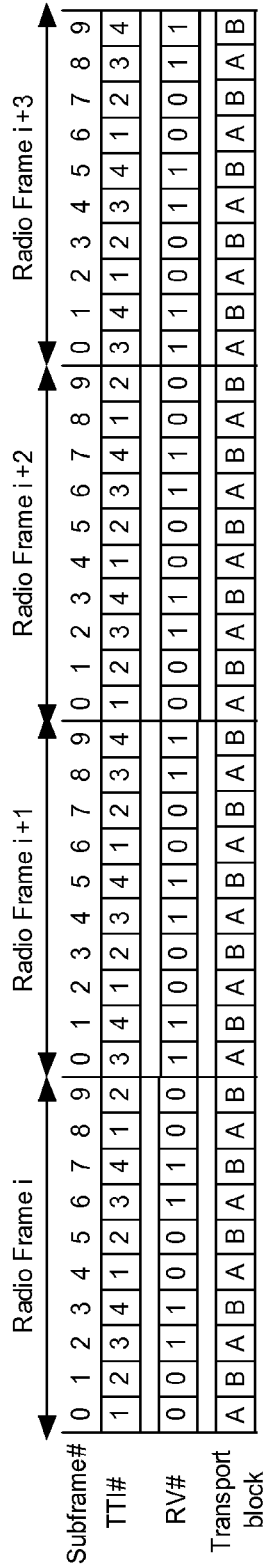 Radio Frame i Radio Frame i +1 Radio Frame i +2 Radio Frame i +3
Subframe# 0 1 2 3 4 5 6 7 8 9 0 1 2 3 4 5 6 7 8 9 0 1 2 3 4 5 6 7 8 9 0 1 2 3 4 5 6 7 8 9
TTI# 1 2 3 4 1 2 3 4 1 2 3 4 1 2 3 4 1 2 3 4 1 2 3 4 1 2 3 4 1 2 3 4 1 2 3 4 1 2 3 4
RV# 0 0 1 1 0 0 1 1 0 0 1 1 0 0 1 1 0 0 1 1 0 0 1 1 0 0 1 1 0 0 1 1 0 0 1 1 0 0 1 1
Transport
block A B A B A B A B A B A B A B A B A B A B A B A B A B A B A B A B A B A B A B A B